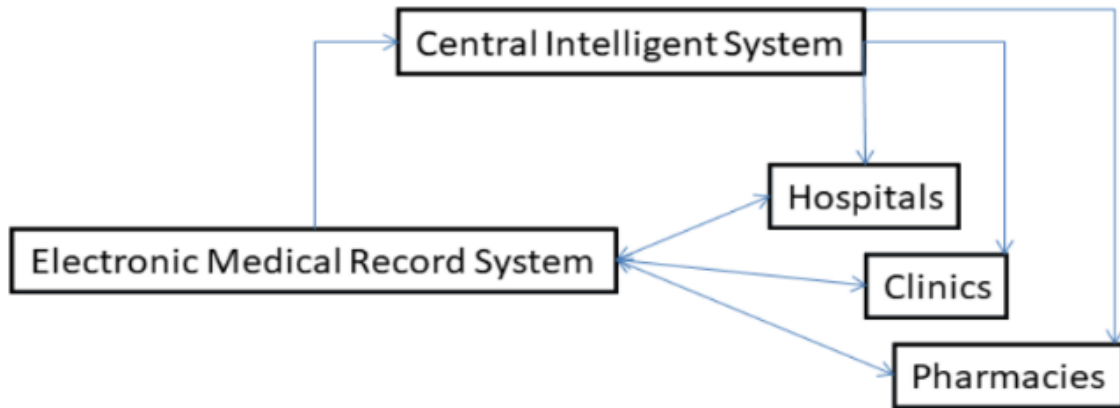 Central Intelligent System
Hospitals
Electronic Medical Record System
Clinics
Pharmacies